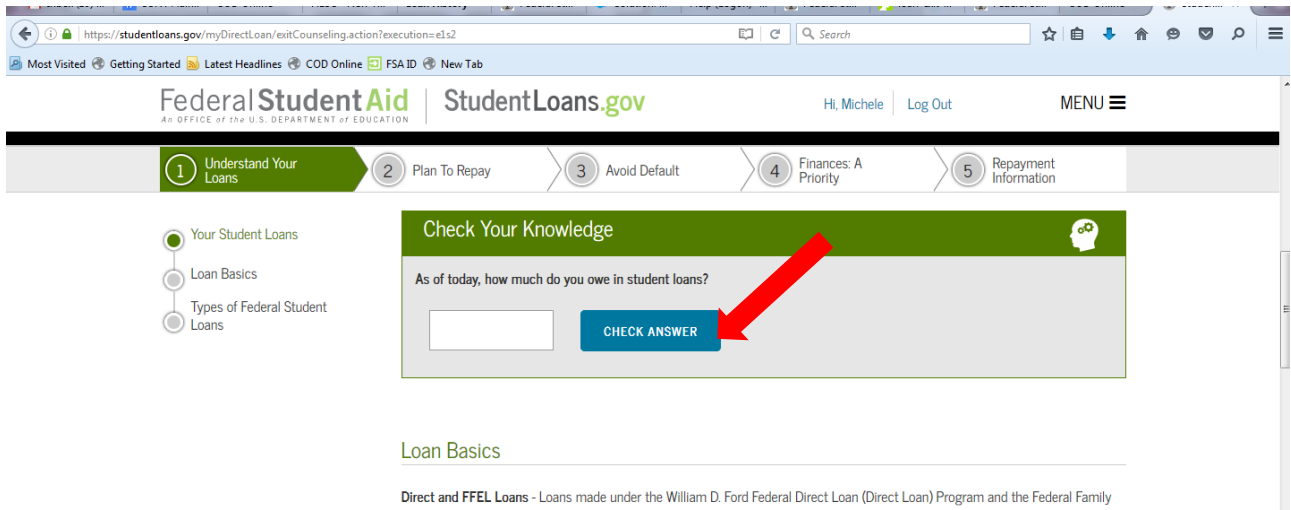 https://studentloans.gov/myDirectLoan/exitCounseling.action?execution=e1s2
Search
Most Visited Getting Started Latest Headlines COD Online FSA ID New Tab
Federal Student Aid StudentLoans.gov Hi, Michele Log Out MENU
An OFFICE of the U.S. DEPARTMENT of EDUCATION
1 Understand Your Loans
2 Plan To Repay
3 Avoid Default
4 Finances: A Priority
5 Repayment Information
Your Student Loans
Loan Basics
Types of Federal Student
Loans
Check Your Knowledge
As of today, how much do you owe in student loans?
CHECK ANSWER
Loan Basics
Direct and FFEL Loans - Loans made under the William D. Ford Federal Direct Loan (Direct Loan) Program and the Federal Family